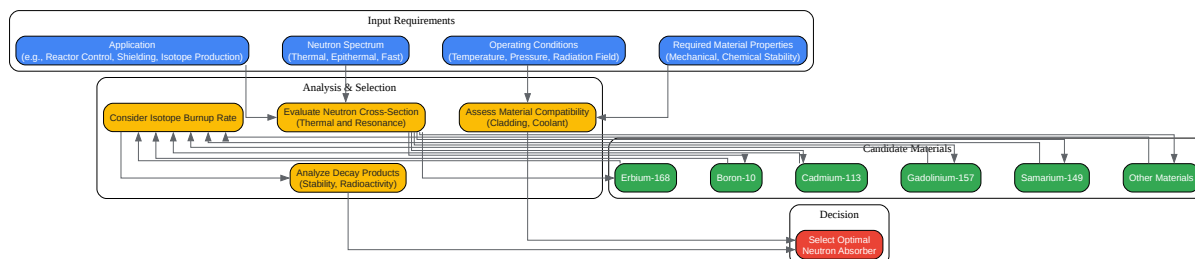 Input Requirements
Application
(e.g., Reactor Control, Shielding, Isotope Production)
Neutron Spectrum
(Thermal, Epithermal, Fast)
Operating Conditions
(Temperature, Pressure, Radiation Field)
Required Material Properties
(Mechanical, Chemical Stability)
Analysis & Selection
Consider Isotope Burnup Rate
Evaluate Neutron Cross-Section
(Thermal and Resonance)
Assess Material Compatibility
(Cladding, Coolant)
Analyze Decay Products
(Stability, Radioactivity)
Candidate Materials
Erbium-168
Boron-10
Cadmium-113
Gadolinium-157
Samarium-149
Other Materials
Decision
Select Optimal
Neutron Absorber